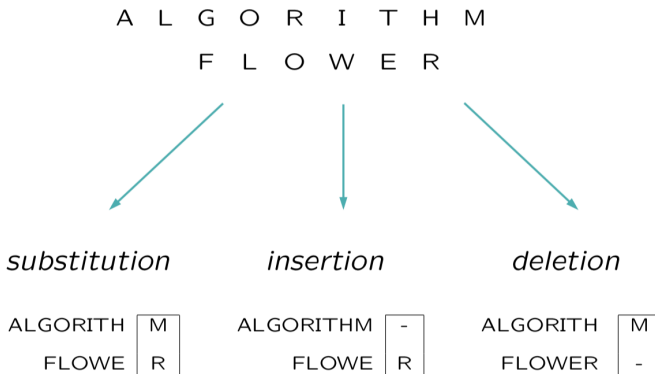 A L G O R I T H M
F L O W E R
substitution insertion deletion
ALGORITH M ALGORITHM - ALGORITH M
FLOWE R FLOWE R FLOWER -